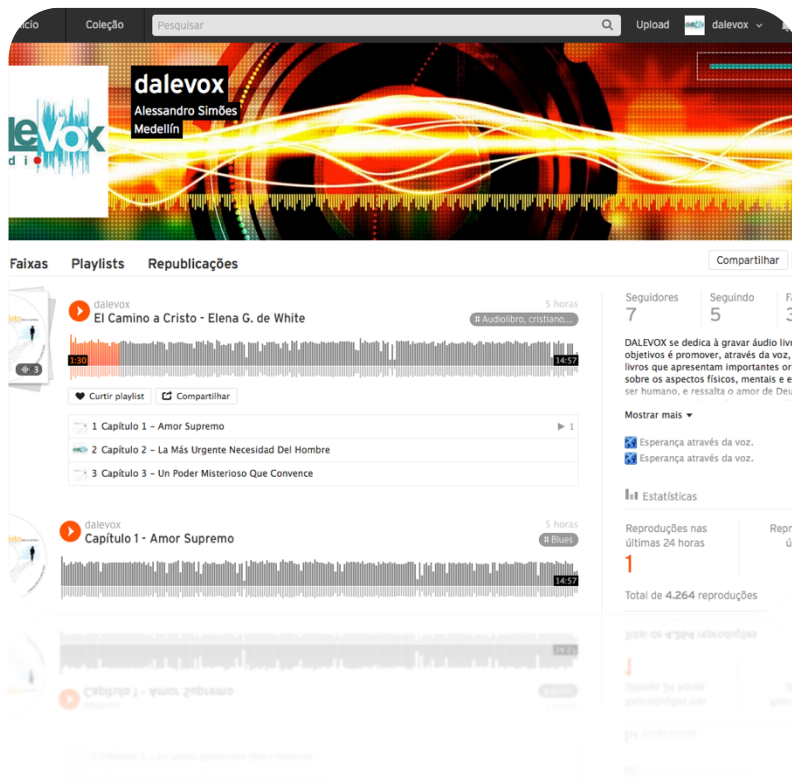 Coleção
Pesquisar
Upload
dalevox
dalevox
Alessandro Simões
Medellín
leVox
Faixas
Playlists
Republicações
Compartilhar
dalevox
5 horas
El Camino a Cristo - Elena G. de White
# Audiolibro, cristiano,...
1:30
14:57
3
Curtir playlist
Compartilhar
1 Capítulo 1 – Amor Supremo
1
2 Capítulo 2 – La Más Urgente Necesidad Del Hombre
3 Capítulo 3 – Un Poder Misterioso Que Convence
dalevox
5 horas
Capítulo 1 - Amor Supremo
# Blues
14:57
Seguidores
Seguindo
7
5
3
DALEVOX se dedica à gravar áudio livr
objetivos é promover, através da voz,
livros que apresentam importantes or
sobre os aspectos físicos, mentais e e
ser humano, e ressalta o amor de Deu
Mostrar mais
Esperança através da voz.
Esperança através da voz.
Estatísticas
Reproduções nas
últimas 24 horas
Repr
ú
1
Total de 4.264 reproduções